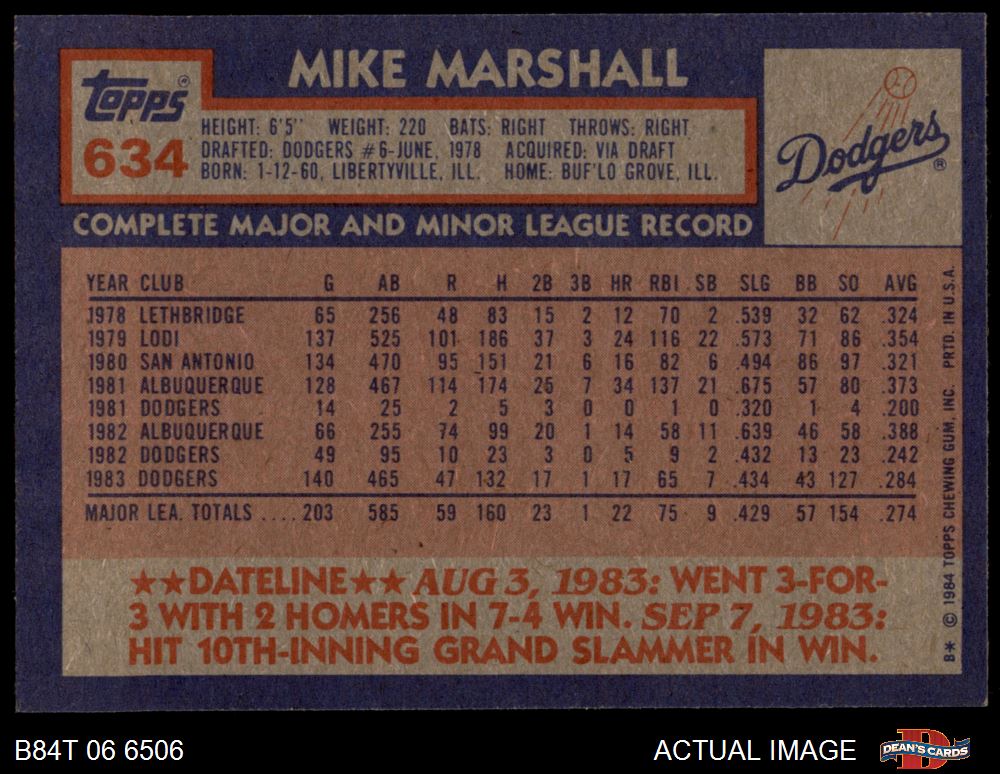 MIKE MARSHALL
Topps®
634
HEIGHT: 6'5" WEIGHT: 220 BATS: RIGHT THROWS: RIGHT
DRAFTED: DODGERS #6-JUNE, 1978 ACQUIRED: VIA DRAFT
BORN: 1-12-60, LIBERTYVILLE, ILL. HOME: BUF'LO GROVE, ILL.
Dodgers®
COMPLETE MAJOR AND MINOR LEAGUE RECORD
YEAR CLUB G AB R H 2B 3B HR RBI SB SLG BB SO AVG
1978 LETHBRIDGE 65 256 48 83 15 2 12 70 2 .539 32 62 .324
1979 LODI 137 525 101 186 37 3 24 116 22 .573 71 86 .354
1980 SAN ANTONIO 134 470 95 151 21 6 16 82 6 .494 86 97 .321
1981 ALBUQUERQUE 128 467 114 174 25 7 34 137 21 .675 57 80 .373
1981 DODGERS 14 25 2 5 3 0 0 1 0 .320 1 4 .200
1982 ALBUQUERQUE 66 255 74 99 20 1 14 58 11 .639 46 58 .388
1982 DODGERS 49 95 10 23 3 0 5 9 2 .432 13 23 .242
1983 DODGERS 140 465 47 132 17 1 17 65 7 .434 43 127 .284
MAJOR LEA. TOTALS .... 203 585 59 160 23 1 22 75 9 .429 57 154 .274
★★DATELINE★★ AUG 3, 1983: WENT 3-FOR-
3 WITH 2 HOMERS IN 7-4 WIN. SEP 7, 1983:
HIT 10TH-INNING GRAND SLAMMER IN WIN.
B* © 1984 TOPPS CHEWING GUM, INC. PRTD. IN U.S.A.
B84T 06 6506
ACTUAL IMAGE
DEAN'S CARDS